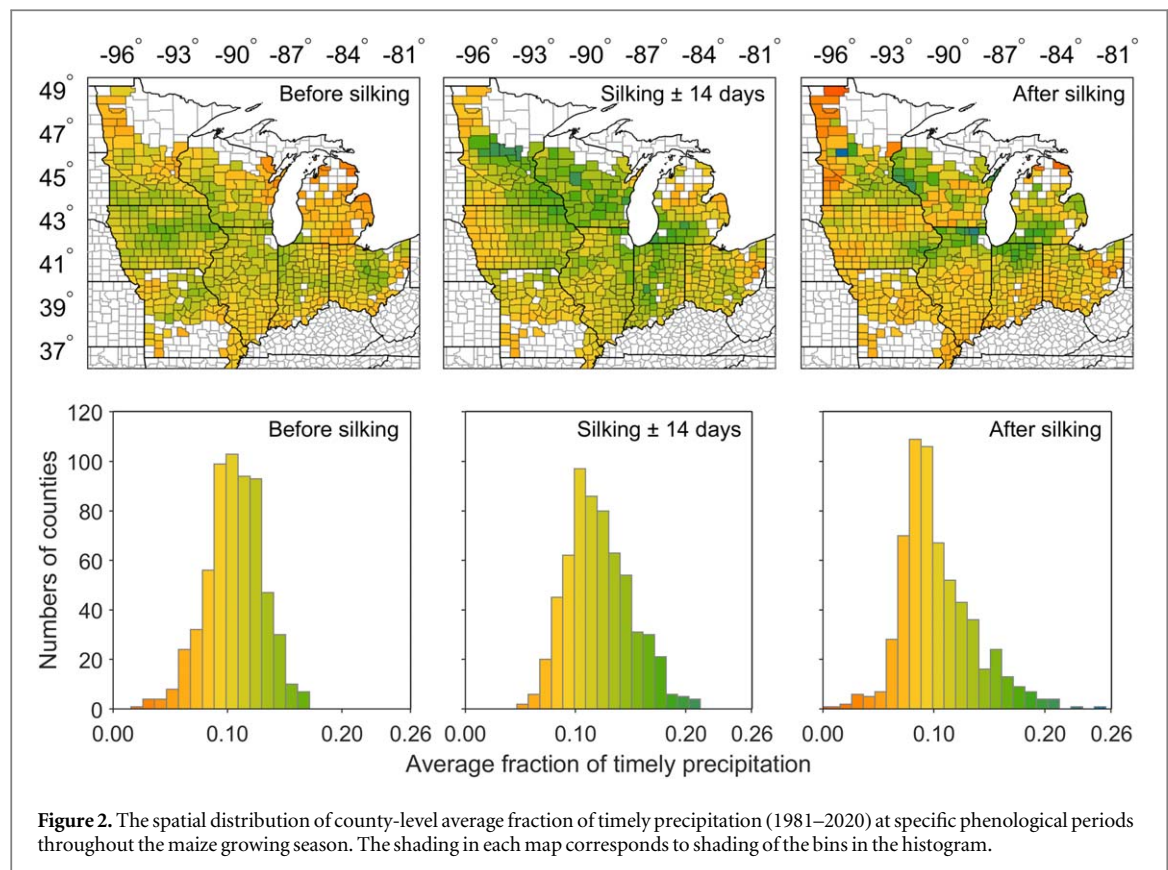 -96° -93° -90° -87° -84° -81° -96° -93° -90° -87° -84° -81° -96° -93° -90° -87° -84° -81°
49°
47°
45°
43°
41°
39°
37°
Before silking
Silking ± 14 days
After silking
120
100
80
60
40
20
0
Numbers of counties
Before silking
Silking ± 14 days
After silking
0.00 0.10 0.20 0.26 0.00 0.10 0.20 0.26 0.00 0.10 0.20 0.26
Average fraction of timely precipitation
Figure 2. The spatial distribution of county-level average fraction of timely precipitation (1981–2020) at specific phenological periods
throughout the maize growing season. The shading in each map corresponds to shading of the bins in the histogram.